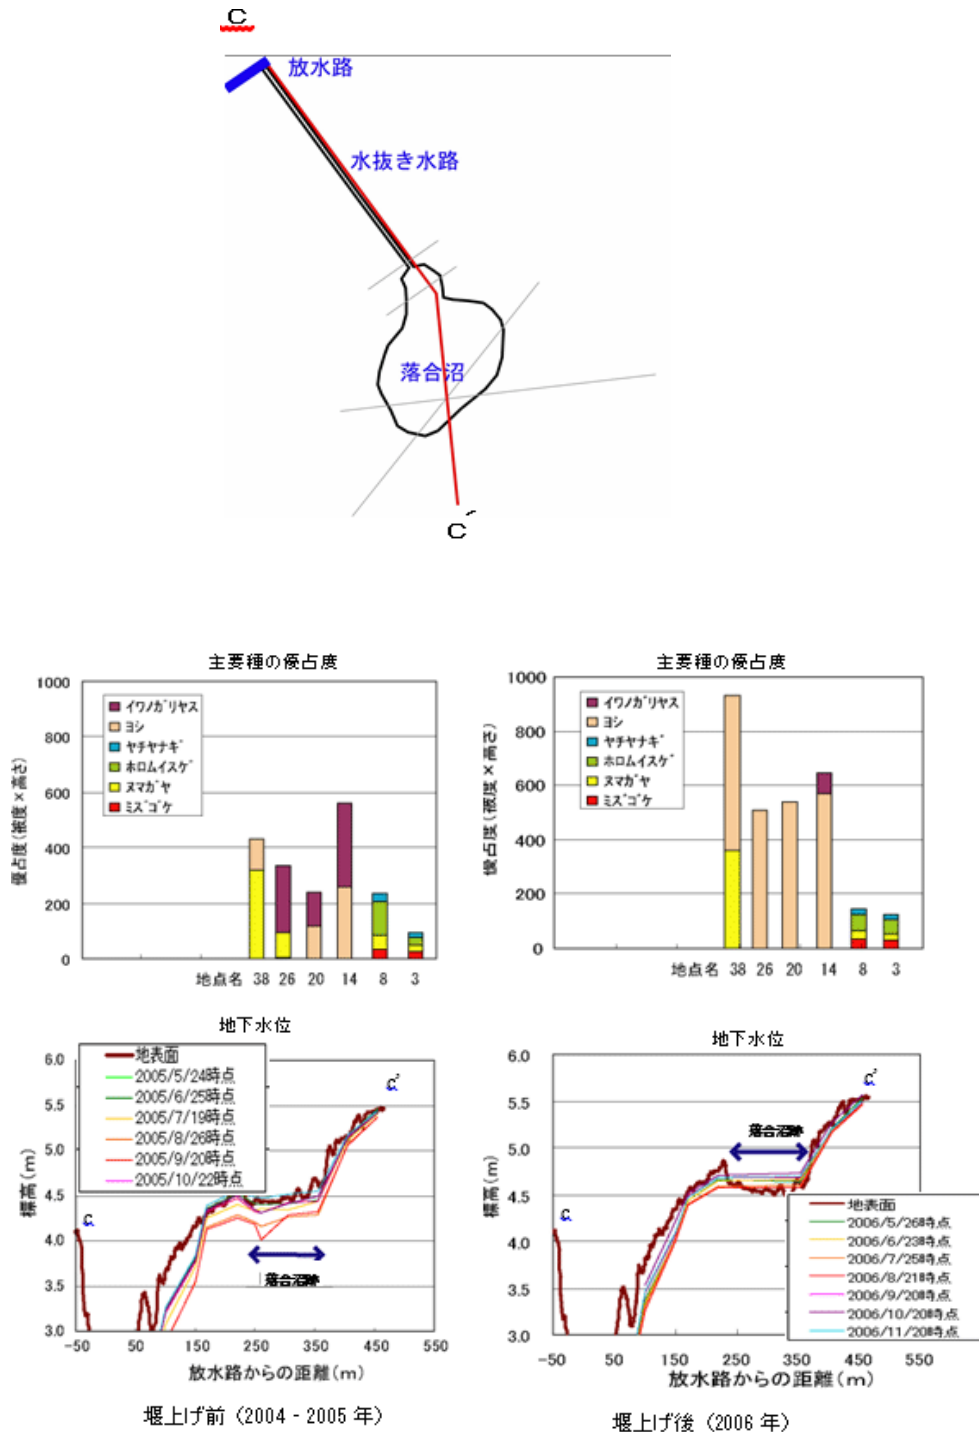 C
放水路
水抜き水路
落合沼
C'
主要種の優占度
1000
800
600
400
200
0
優占度(被度×高さ)
イワノガリヤス
ヨシ
ヤチヤナギ
ホロムイスゲ
ヌマガヤ
ミズゴケ
地点名 38 26 20 14 8 3
主要種の優占度
1000
800
600
400
200
0
優占度(被度×高さ)
イワノガリヤス
ヨシ
ヤチヤナギ
ホロムイスゲ
ヌマガヤ
ミズゴケ
地点名 38 26 20 14 8 3
地下水位
6.0
5.5
5.0
4.5
4.0
3.5
3.0
標高(m)
地表面
2005/5/24時点
2005/6/25時点
2005/7/19時点
2005/8/26時点
2005/9/20時点
2005/10/22時点
C
C'
落合沼跡
-50 50 150 250 350 450 550
放水路からの距離(m)
堰上げ前(2004‐2005年)
地下水位
6.0
5.5
5.0
4.5
4.0
3.5
3.0
標高(m)
C
C'
落合沼跡
地表面
2006/5/26時点
2006/6/23時点
2006/7/25時点
2006/8/21時点
2006/9/20時点
2006/10/20時点
2006/11/20時点
-50 50 150 250 350 450 550
放水路からの距離(m)
堰上げ後(2006年)